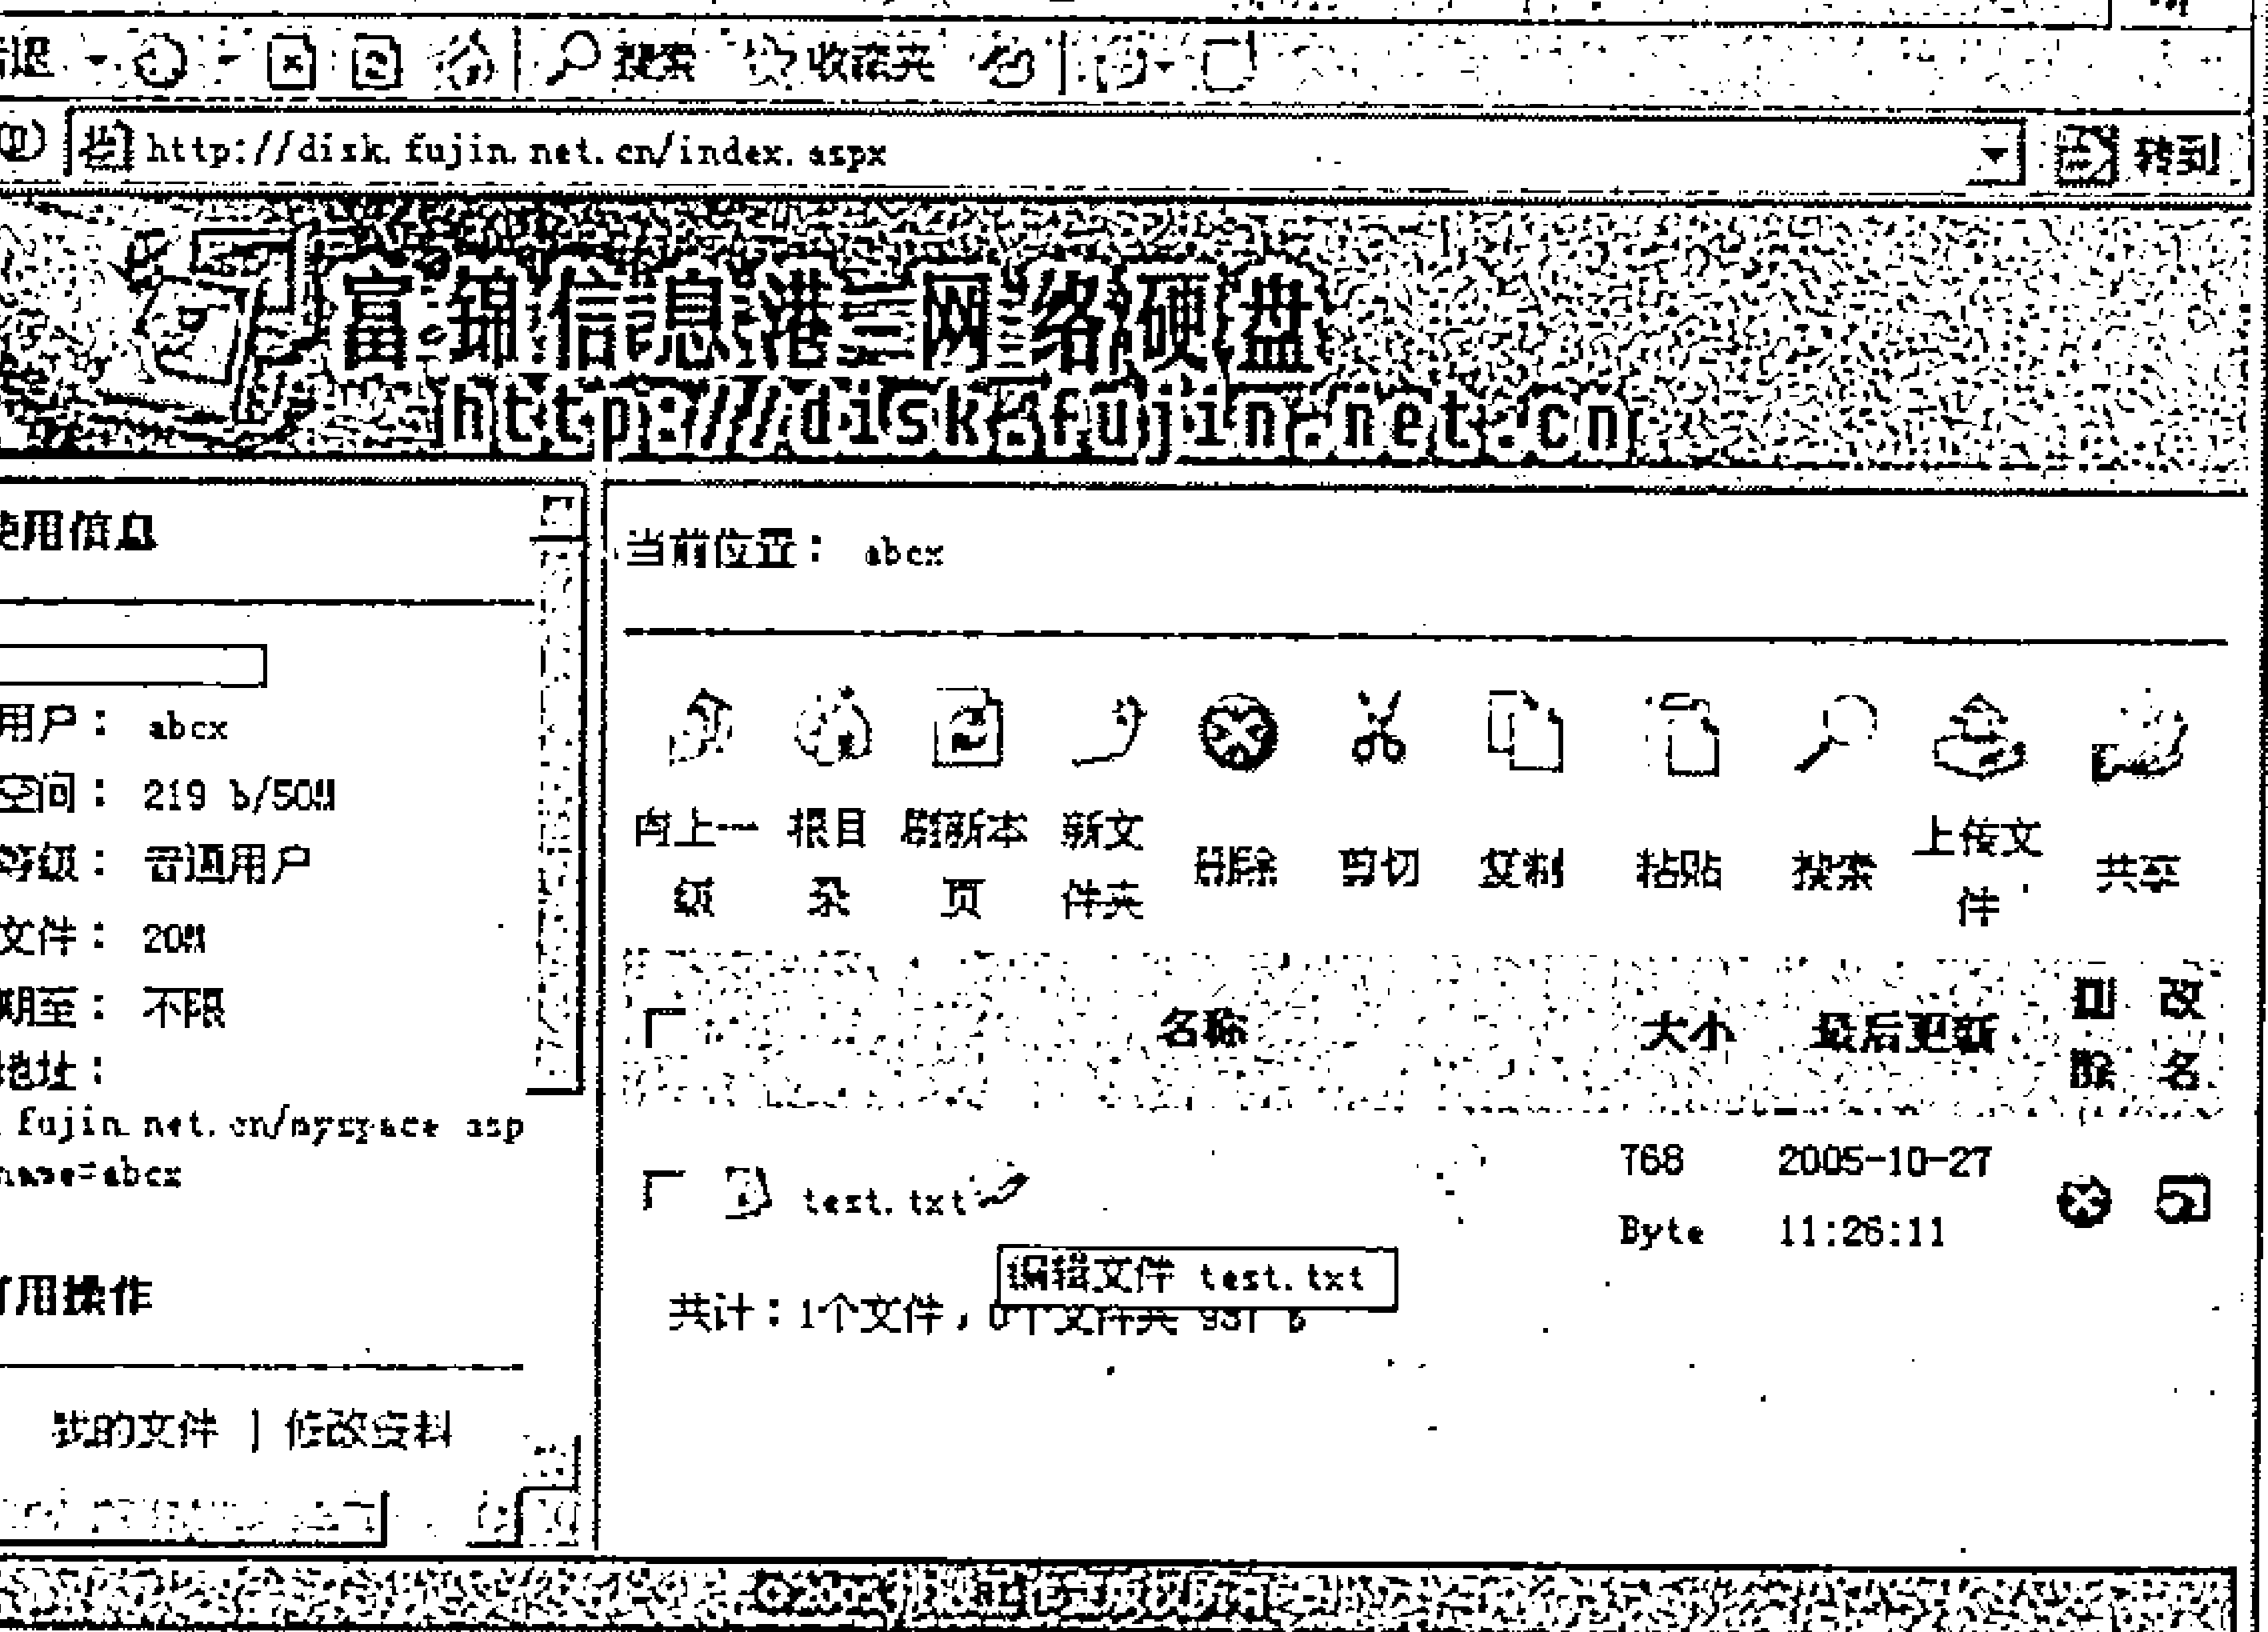 退 搜索 收藏夹
http://disk.fujin.net.cn/index.aspx 转到
富锦信息港 网络硬盘
http://disk.fujin.net.cn
使用信息
用户： abcx
空间： 219 b/50M
等级： 普通用户
文件： 20M
期至： 不限
地址：
fujin.net.cn/myspace asp
name=abcx
可用操作
我的文件 | 修改资料
当前位置： abcx
向上一级 根目录 刷新本页 新文件夹 删除 剪切 复制 粘贴 搜索 上传文件 共享
名称 大小 最后更新 删除 改名
test.txt 768 Byte 2005-10-27 11:26:11
编辑文件 test.txt
共计：1个文件，0个文件夹